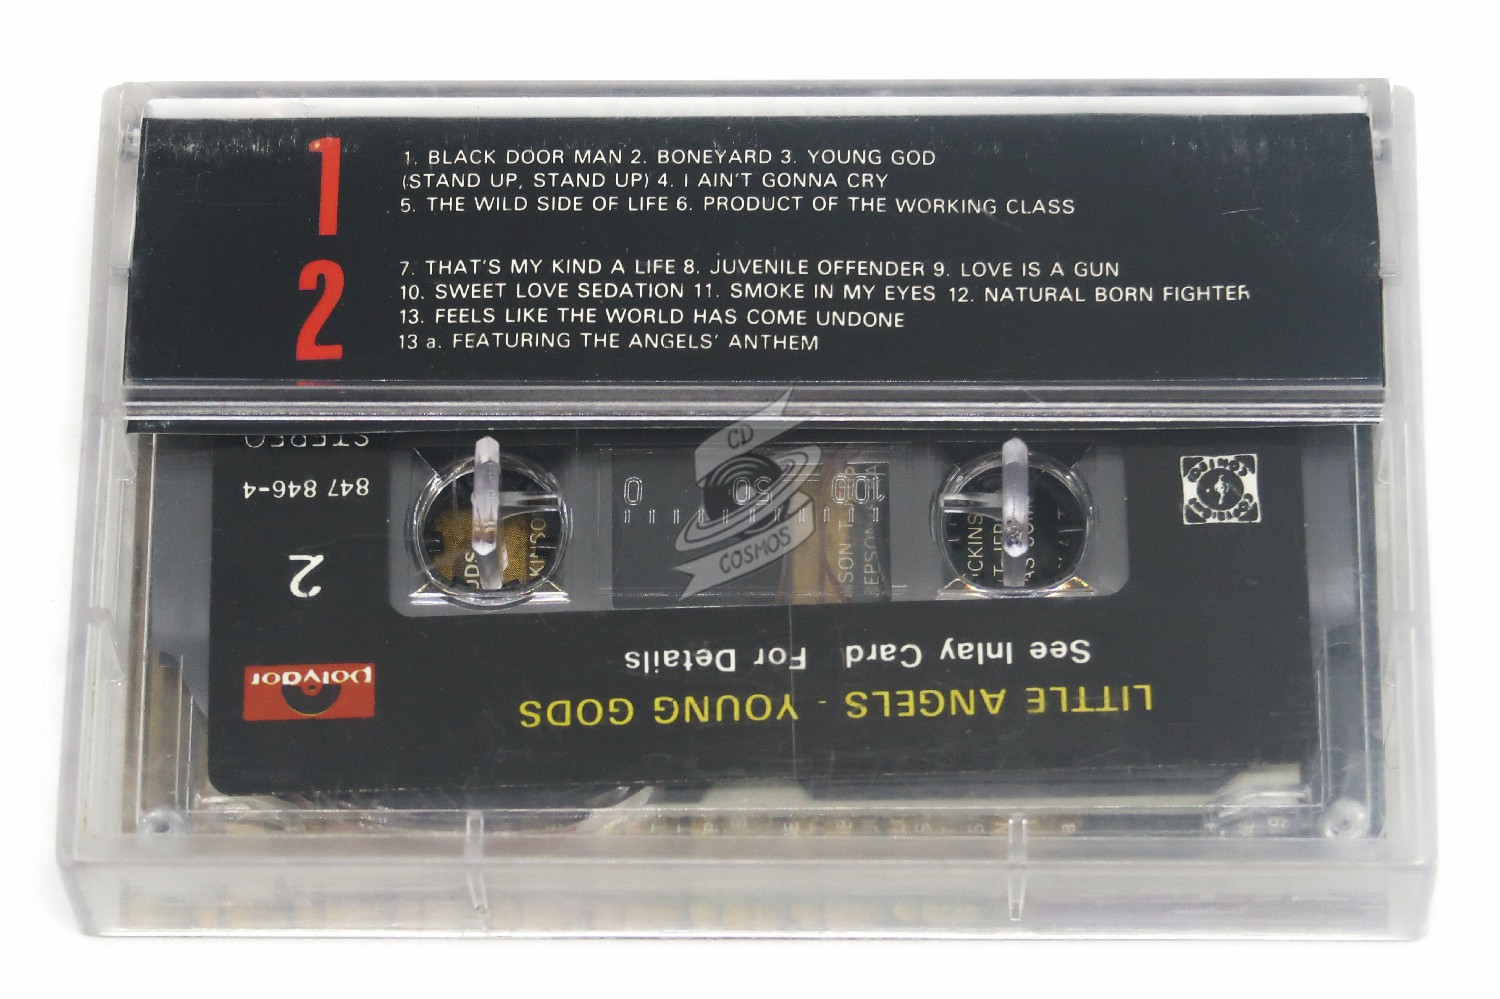 1
1. BLACK DOOR MAN 2. BONEYARD 3. YOUNG GOD
(STAND UP, STAND UP) 4. I AIN'T GONNA CRY
5. THE WILD SIDE OF LIFE 6. PRODUCT OF THE WORKING CLASS
2
7. THAT'S MY KIND A LIFE 8. JUVENILE OFFENDER 9. LOVE IS A GUN
10. SWEET LOVE SEDATION 11. SMOKE IN MY EYES 12. NATURAL BORN FIGHTER
13. FEELS LIKE THE WORLD HAS COME UNDONE
13 a. FEATURING THE ANGELS' ANTHEM
CD
COSMOS
LITTLE ANGELS - YOUNG GODS
See Inlay Card For Details
polydor
2
847 846-4
STEREO
100 50 0